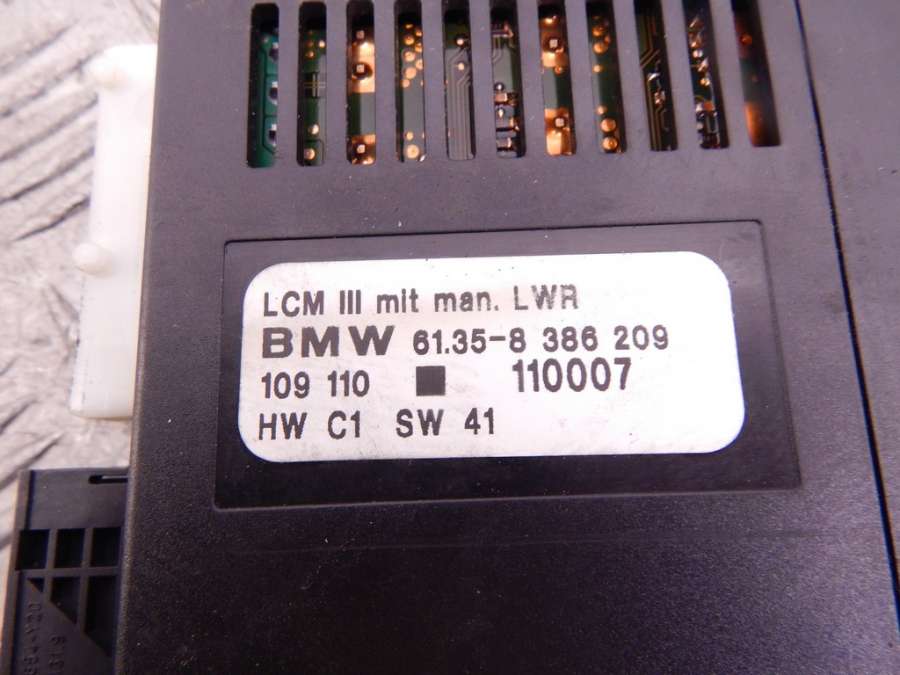 LCM III mit man. LWR
BMW 61.35-8 386 209
109 110 110007
HW C1 SW 41